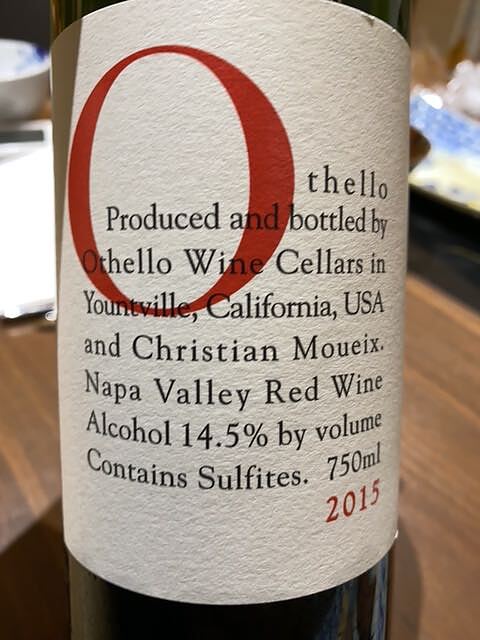 Othello
Produced and bottled by
Othello Wine Cellars in
Yountville, California, USA
and Christian Moueix.
Napa Valley Red Wine
Alcohol 14.5% by volume
Contains Sulfites. 750ml
2015